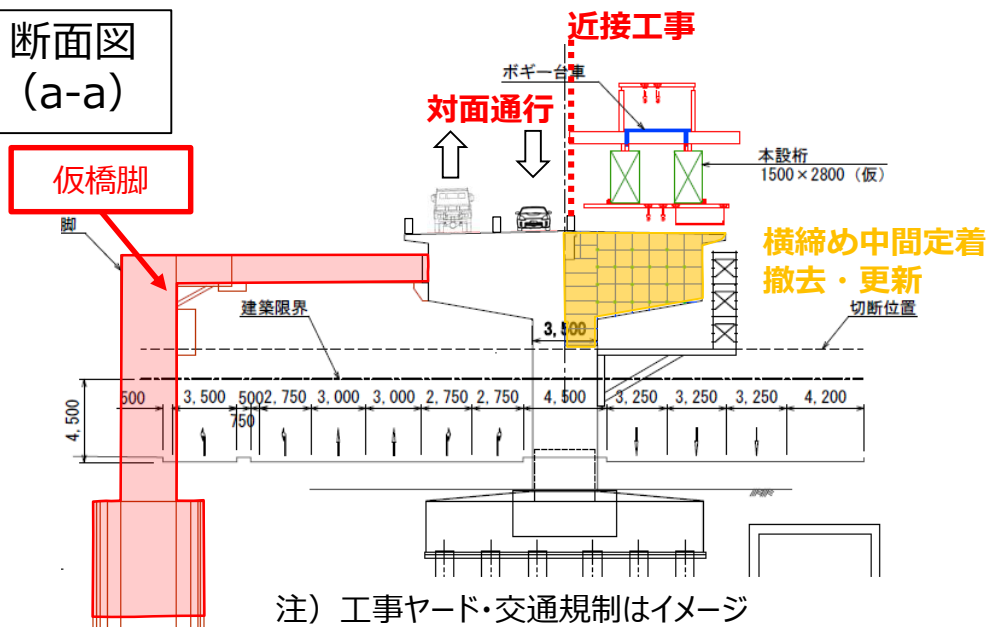 断面図
（a-a）
近接工事
ボギー台車
対面通行
仮橋脚
本設桁
1500×2800（仮）
脚
横締め中間定着
撤去・更新
建築限界
切断位置
3,500
500 3,500 500 2,750 3,000 3,000 2,750 2,750 4,500 3,250 3,250 3,250 4,200
750
4,500
注）工事ヤード・交通規制はイメージ